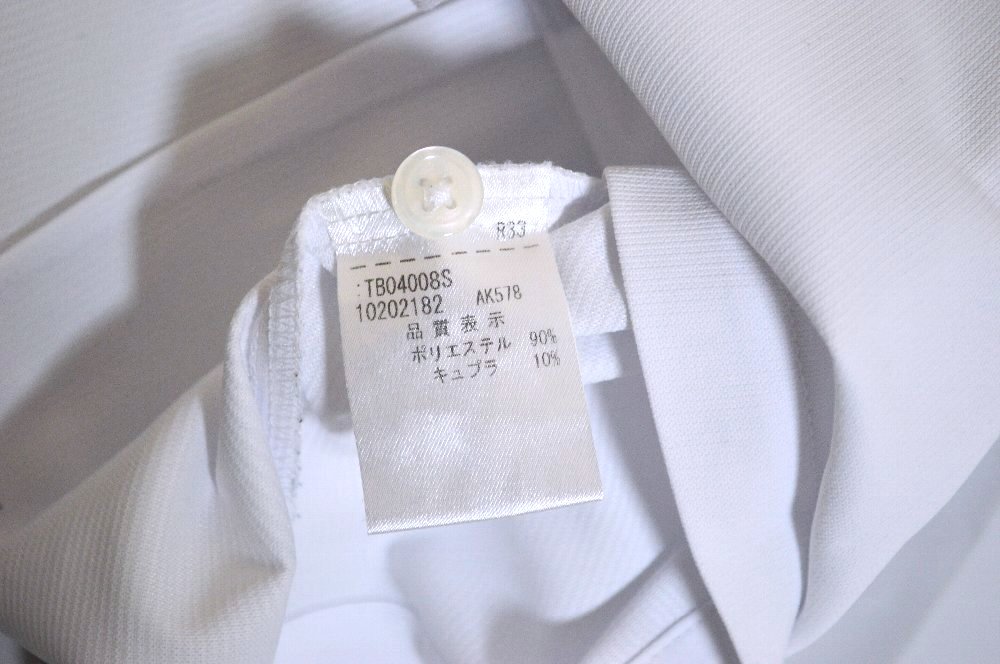 R33
:TB04008S
10202182 AK578
品質表示
ポリエステル 90%
キュプラ 10%